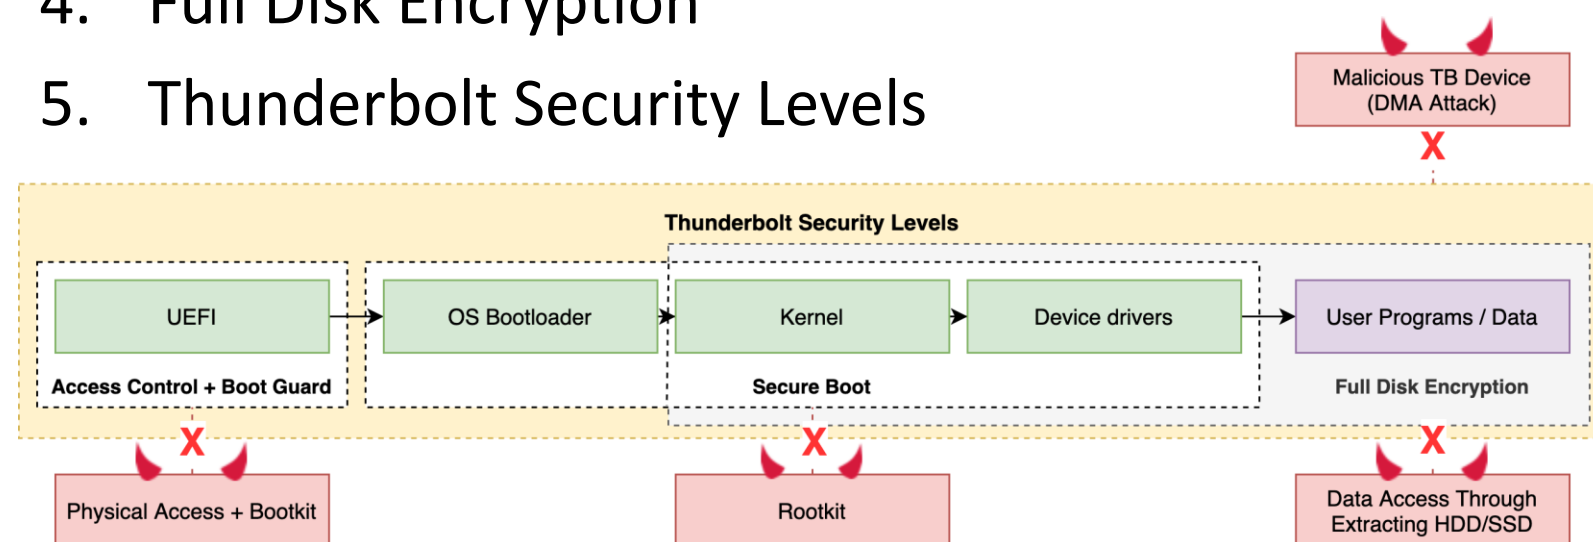 4. Full Disk Encryption
5. Thunderbolt Security Levels
Malicious TB Device
(DMA Attack)
X
Thunderbolt Security Levels
UEFI
OS Bootloader
Kernel
Device drivers
User Programs / Data
Access Control + Boot Guard
Secure Boot
Full Disk Encryption
X
X
X
Physical Access + Bootkit
Rootkit
Data Access Through
Extracting HDD/SSD